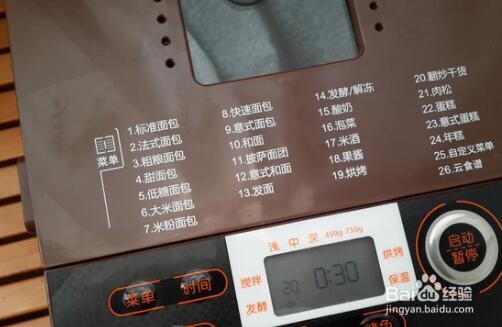 菜单
1.标准面包
2.法式面包
3.粗粮面包
4.甜面包
5.低糖面包
6.大米面包
7.米粉面包
8.快速面包
9.意式面包
10.和面
11.披萨面团
12.意式和面
13.发面
14.发酵/解冻
15.酸奶
16.泡菜
17.米酒
18.果酱
19.烘烤
20.翻炒干货
21.肉松
22.蛋糕
23.意式蛋糕
24.年糕
25.自定义菜单
26.云食谱
浅 中 深 450g 750g
搅拌
发酵
20 0:30
烘烤
保温
启动
暂停
菜单
时间
烧色
Bai 经验
jingyan.baidu.com